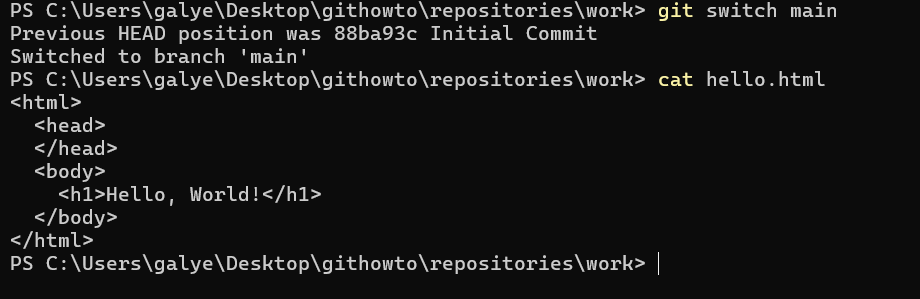 PS C:\Users\galye\Desktop\githowto\repositories\work> git switch main
Previous HEAD position was 88ba93c Initial Commit
Switched to branch 'main'
PS C:\Users\galye\Desktop\githowto\repositories\work> cat hello.html
<html>
  <head>
  </head>
  <body>
    <h1>Hello, World!</h1>
  </body>
</html>
PS C:\Users\galye\Desktop\githowto\repositories\work>